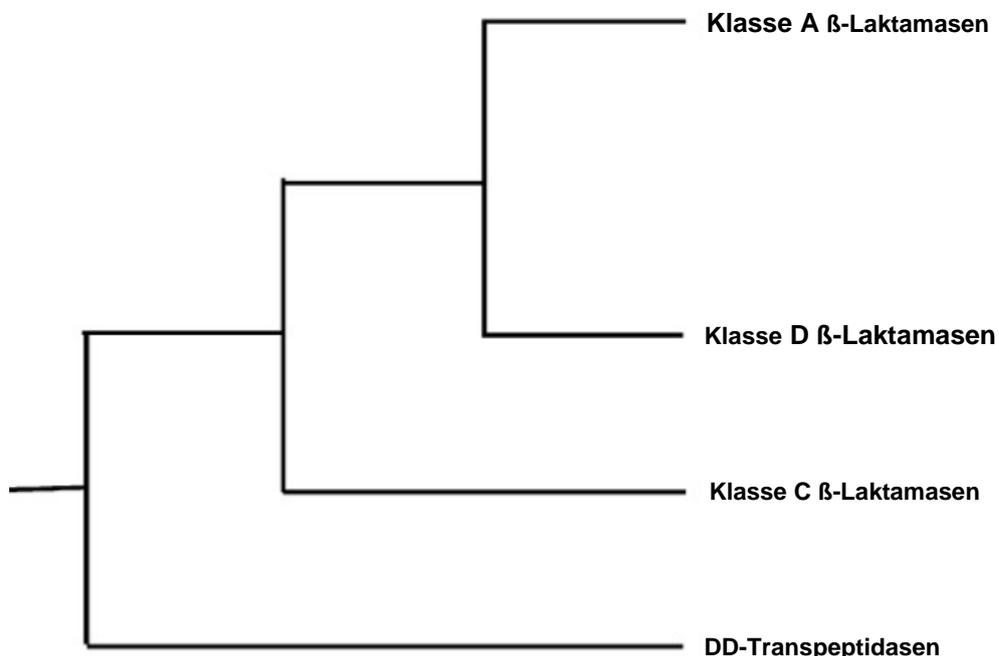 Klasse A ß-Laktamasen
Klasse D ß-Laktamasen
Klasse C ß-Laktamasen
DD-Transpeptidasen